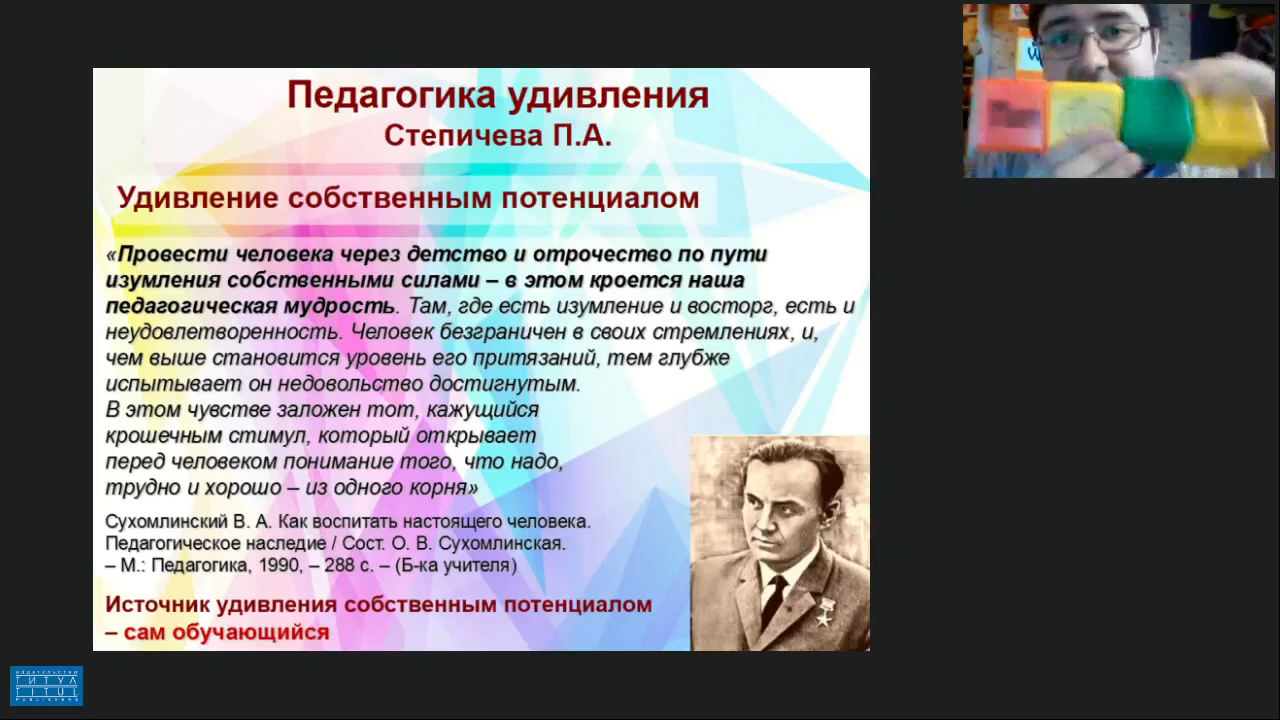 Педагогика удивления
Степичева П.А.
Удивление собственным потенциалом
«Провести человека через детство и отрочество по пути
изумления собственными силами – в этом кроется наша
педагогическая мудрость. Там, где есть изумление и восторг, есть и
неудовлетворенность. Человек безграничен в своих стремлениях, и,
чем выше становится уровень его притязаний, тем глубже
испытывает он недовольство достигнутым.
В этом чувстве заложен тот, кажущийся
крошечным стимул, который открывает
перед человеком понимание того, что надо,
трудно и хорошо – из одного корня»
Сухомлинский В. А. Как воспитать настоящего человека.
Педагогическое наследие / Сост. О. В. Сухомлинская.
– М.: Педагогика, 1990, – 288 с. – (Б-ка учителя)
Источник удивления собственным потенциалом
– сам обучающийся
ИЗДАТЕЛЬСТВО
ТИТУЛ
TITUL
PUBLISHERS